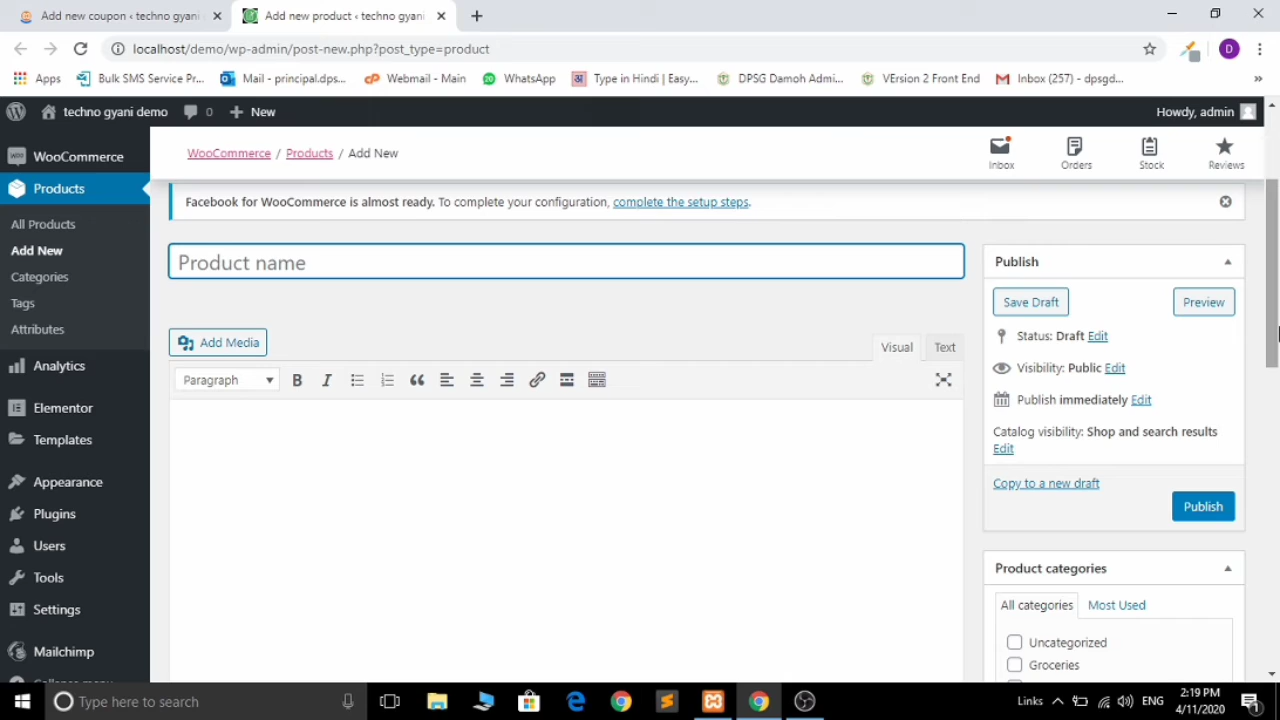 Add new coupon ‹ techno gyani
Add new product ‹ techno gyani
localhost/demo/wp-admin/post-new.php?post_type=product
D
Apps
Bulk SMS Service Pr...
Mail - principal.dps...
Webmail - Main
WhatsApp
Type in Hindi | Easy...
DPSG Damoh Admi...
VErsion 2 Front End
Inbox (257) - dpsgd...
»
techno gyani demo
0
New
Howdy, admin
WooCommerce
Products
All Products
Add New
Categories
Tags
Attributes
Analytics
Elementor
Templates
Appearance
Plugins
Users
Tools
Settings
Mailchimp
WooCommerce / Products / Add New
Inbox
Orders
Stock
Reviews
Facebook for WooCommerce is almost ready. To complete your configuration, complete the setup steps.
Product name
Add Media
Visual
Text
Paragraph
B
I
Publish
Save Draft
Preview
Status: Draft Edit
Visibility: Public Edit
Publish immediately Edit
Catalog visibility: Shop and search results
Edit
Copy to a new draft
Publish
Product categories
All categories
Most Used
Uncategorized
Groceries
Type here to search
Links
ENG
2:19 PM
4/11/2020
1